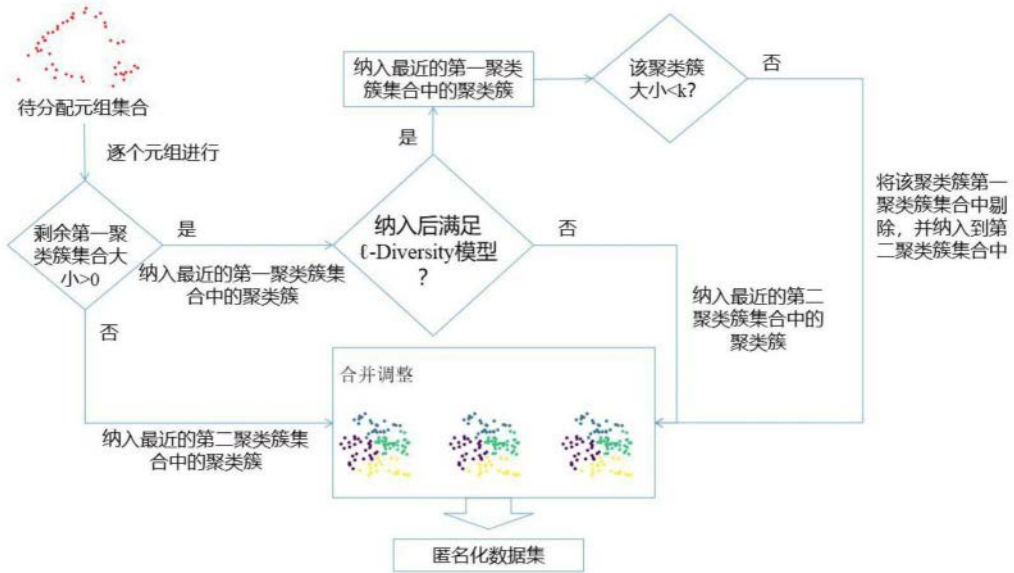 待分配元组集合
逐个元组进行
剩余第一聚
类簇集合大
小>0
是
纳入最近的第一聚类簇集
合中的聚类簇
否
纳入最近的第二聚类簇集
合中的聚类簇
纳入后满足
ℓ-Diversity模型
?
是
纳入最近的第一聚类
簇集合中的聚类簇
该聚类簇
大小<k?
否
将该聚类簇第一
聚类簇集合中剔
除，并纳入到第
二聚类簇集合中
否
纳入最近的第二
聚类簇集合中的
聚类簇
合并调整
匿名化数据集